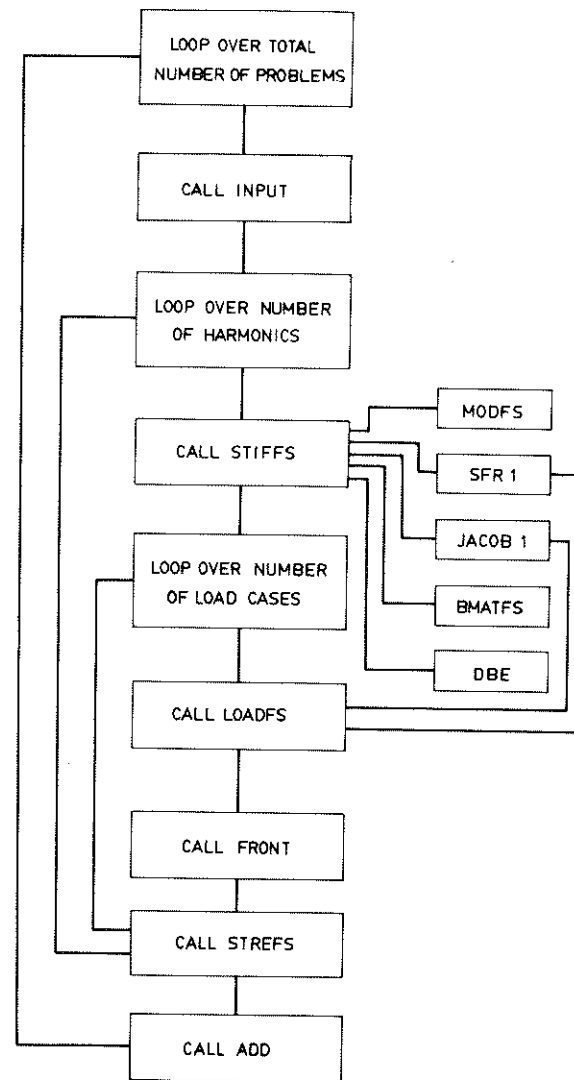 LOOP OVER TOTAL
NUMBER OF PROBLEMS
CALL INPUT
LOOP OVER NUMBER
OF HARMONICS
CALL STIFFS
MODFS
SFR 1
JACOB 1
BMATFS
DBE
LOOP OVER NUMBER
OF LOAD CASES
CALL LOADFS
CALL FRONT
CALL STREFS
CALL ADD